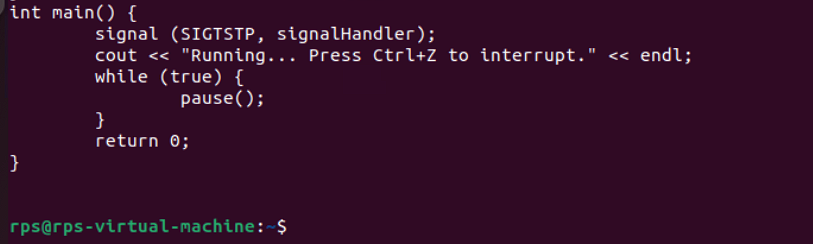 int main() {
        signal (SIGTSTP, signalHandler);
        cout << "Running... Press Ctrl+Z to interrupt." << endl;
        while (true) {
                pause();
        }
        return 0;
}
rps@rps-virtual-machine:~$